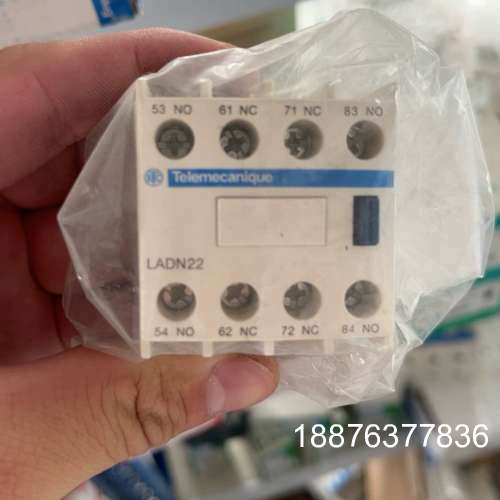 53 NO 61 NC 71 NC 83 NO
Telemecanique
LADN22
54 NO 62 NC 72 NC 84 NO
18876377836